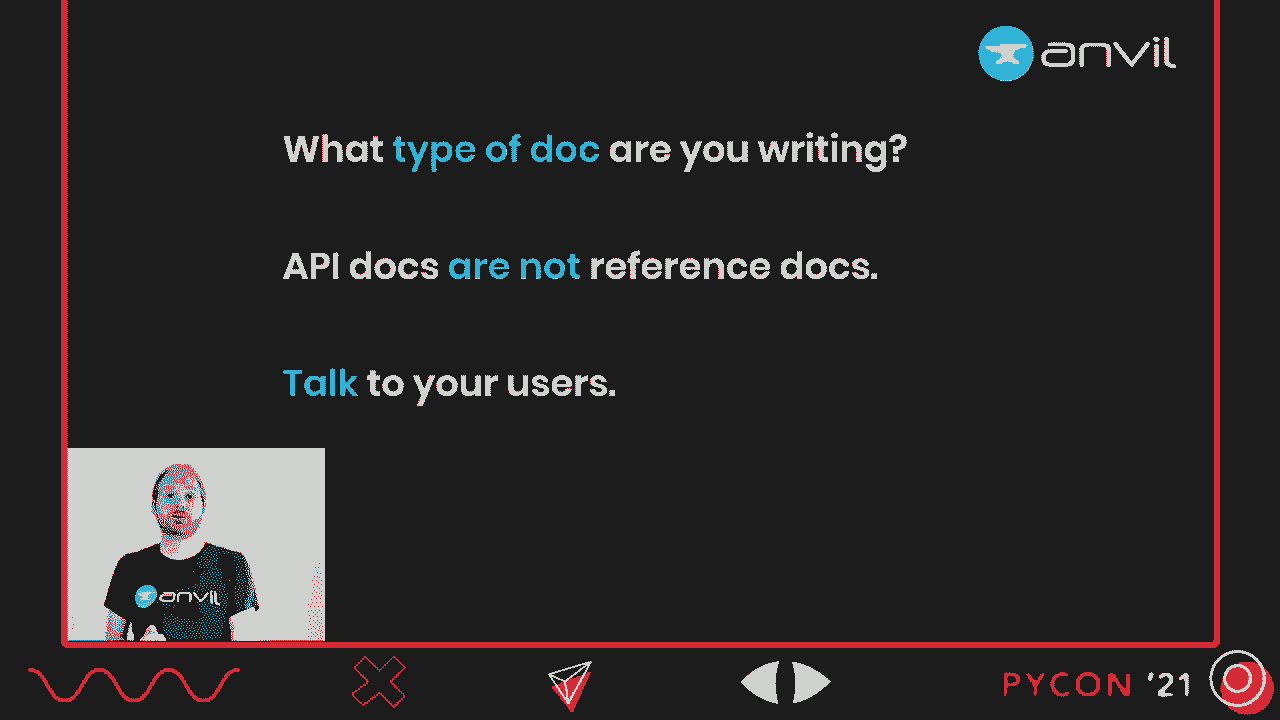 anvil
What type of doc are you writing?
API docs are not reference docs.
Talk to your users.
anvil
PYCON '21